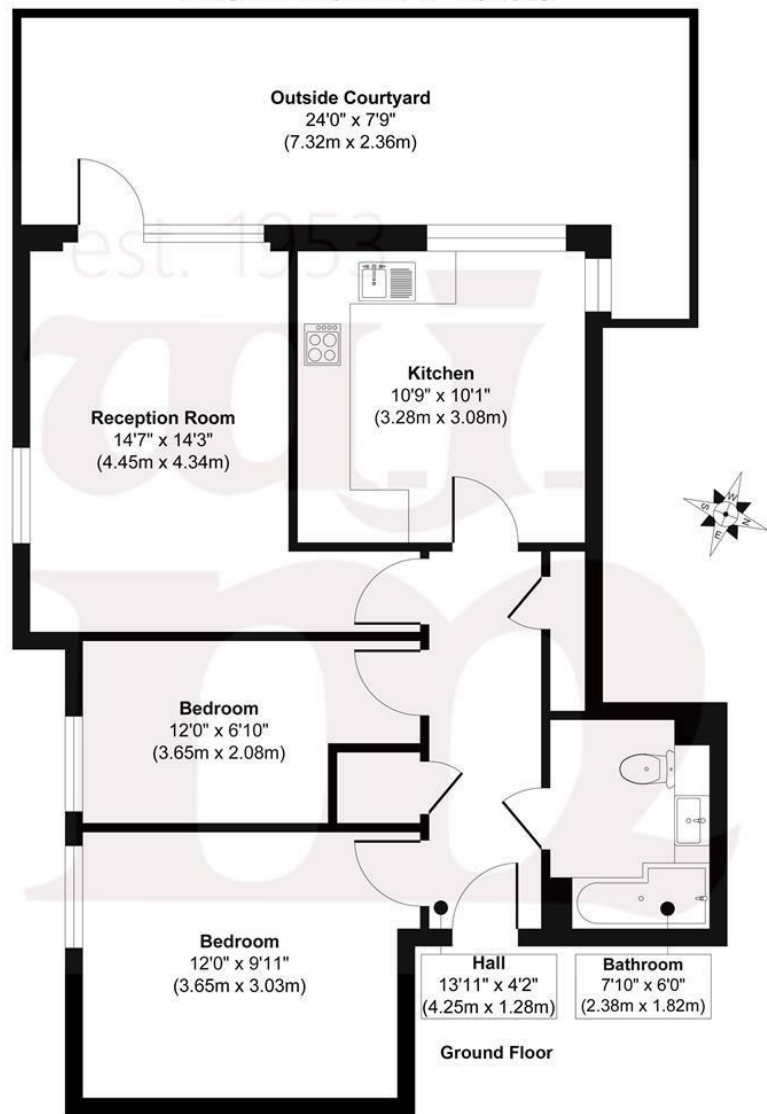 Outside Courtyard
24'0" x 7'9"
(7.32m x 2.36m)
est. 1953
Kitchen
10'9" x 10'1"
(3.28m x 3.08m)
Reception Room
14'7" x 14'3"
(4.45m x 4.34m)
W
S
N
E
Bedroom
12'0" x 6'10"
(3.65m x 2.08m)
Bedroom
12'0" x 9'11"
(3.65m x 3.03m)
Hall
13'11" x 4'2"
(4.25m x 1.28m)
Bathroom
7'10" x 6'0"
(2.38m x 1.82m)
Ground Floor